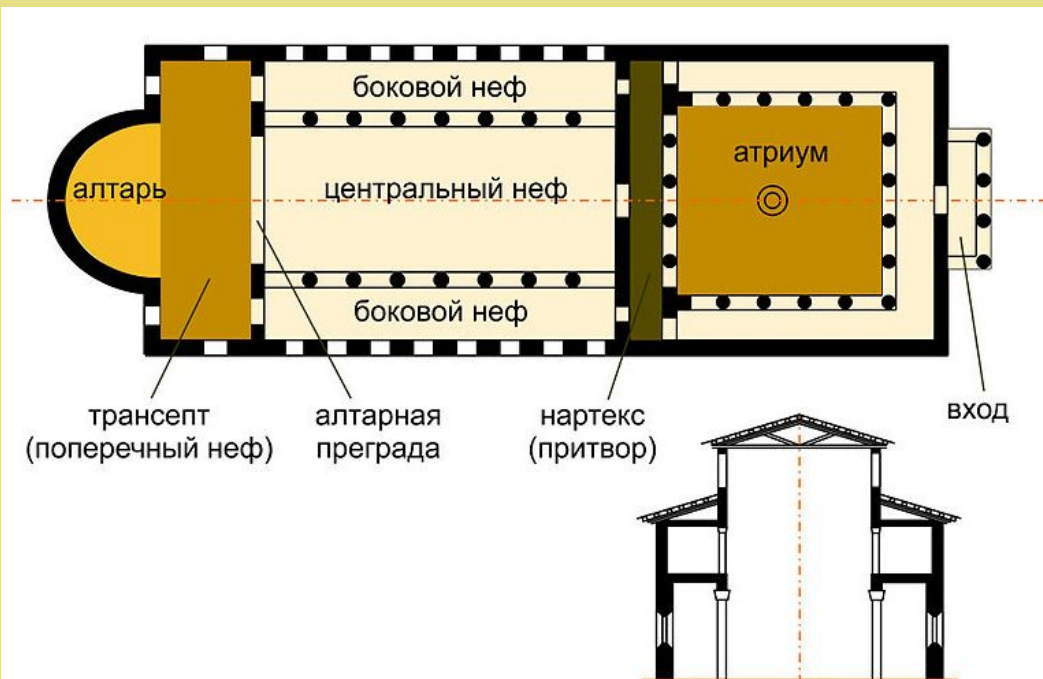 боковой неф
атриум
алтарь
центральный неф
боковой неф
трансепт
(поперечный неф)
алтарная
преграда
нартекс
(притвор)
вход